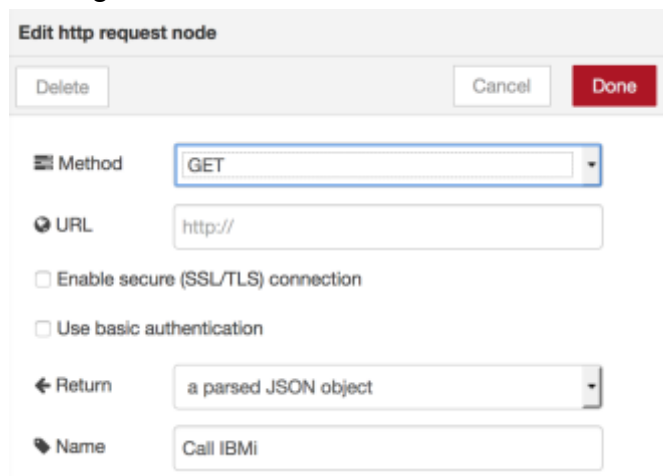 Edit http request node
Delete Cancel Done
Method GET
URL http://
Enable secure (SSL/TLS) connection
Use basic authentication
Return a parsed JSON object
Name Call IBMi